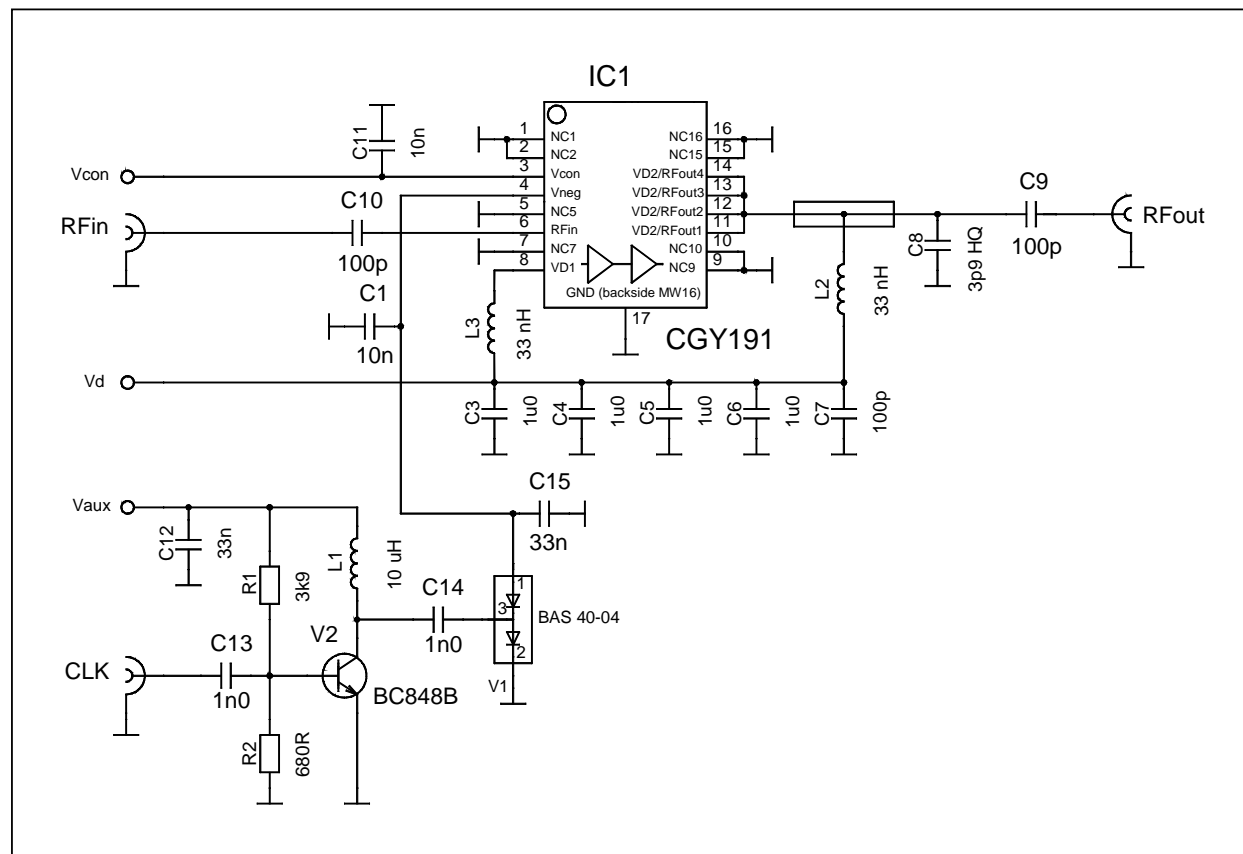 IC1
1 NC1 NC16 16
2 NC2 NC15 15
3 Vcon VD2/RFout4 14
4 Vneg VD2/RFout3 13
5 NC5 VD2/RFout2 12
6 RFin VD2/RFout1 11
7 NC7 NC10 10
8 VD1 NC9 9
GND (backside MW16)
17
CGY191
C11
10n
Vcon
RFin
C10
100p
C1
10n
L3
33 nH
Vd
C3
1u0
C4
1u0
C5
1u0
C6
1u0
C7
100p
L2
33 nH
C8
3p9 HQ
C9
100p
RFout
Vaux
C12
33n
R1
3k9
L1
10 uH
C15
33n
C14
1n0
1
3
2
BAS 40-04
V1
V2
BC848B
CLK
C13
1n0
R2
680R